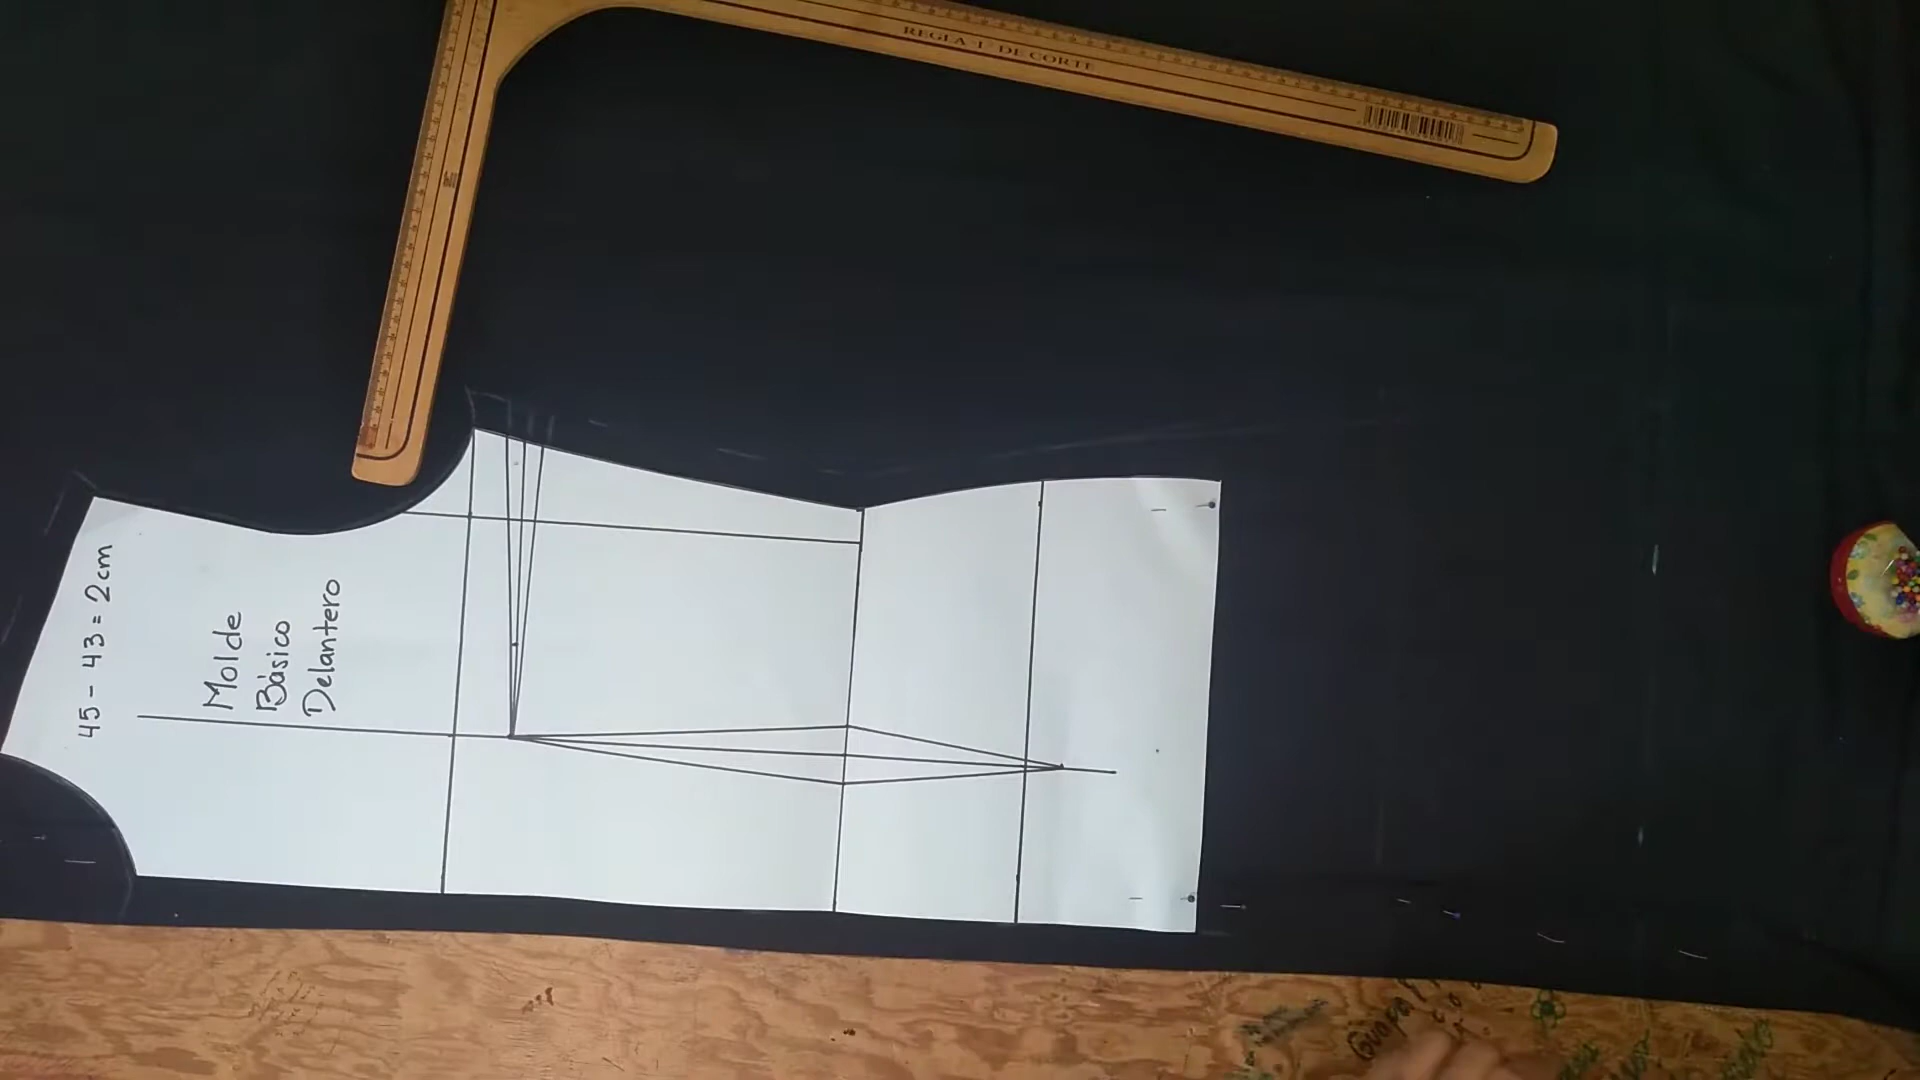 REGLA "L" DE CORTE
45 - 43 = 2cm
Molde
Básico
Delantero